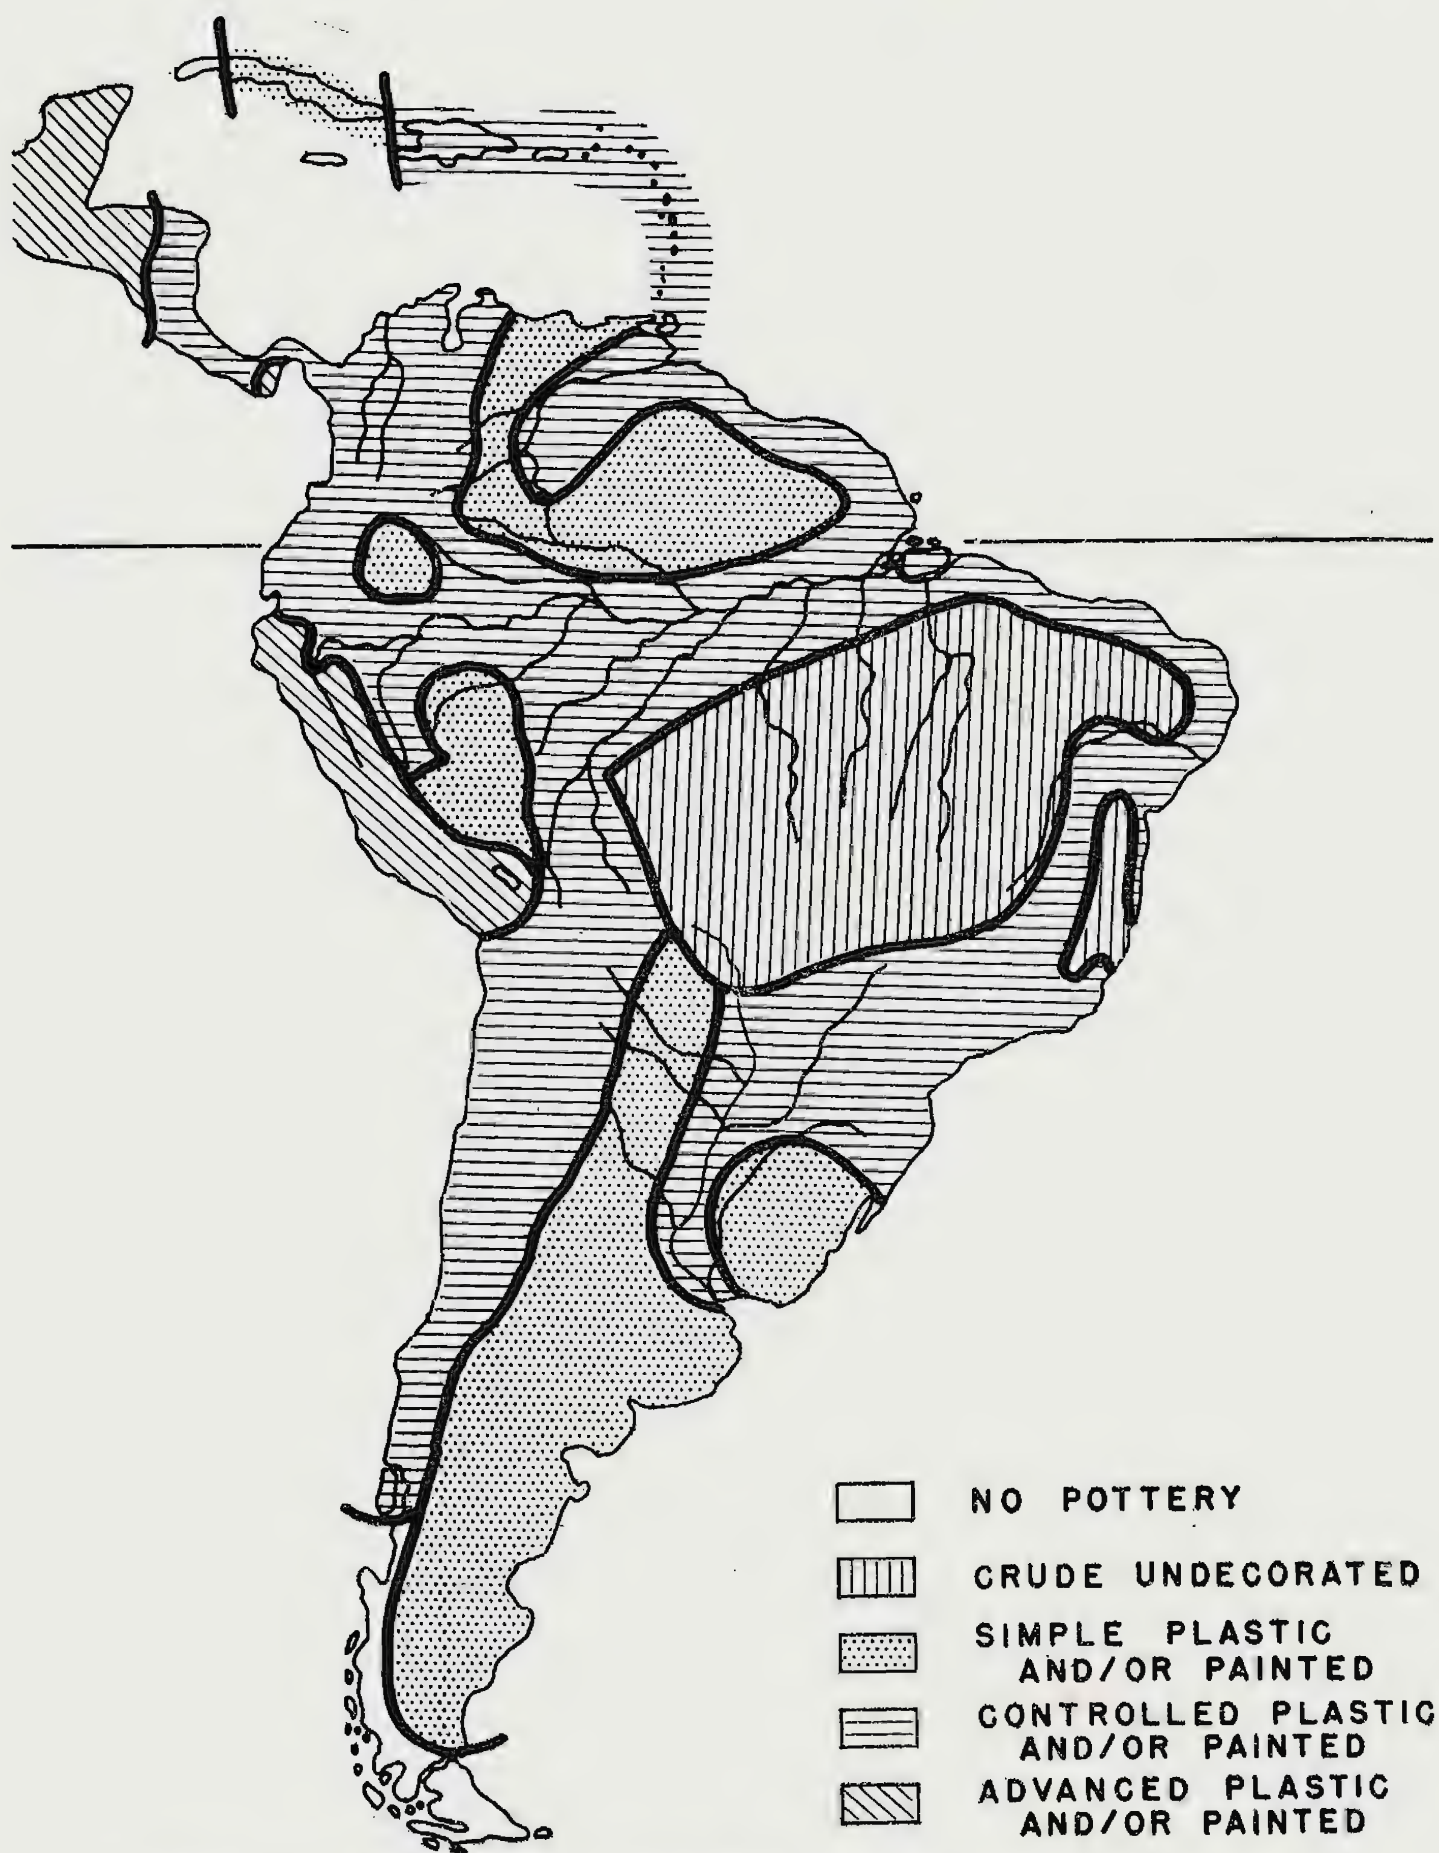 NO POTTERY
CRUDE UNDECORATED
SIMPLE PLASTIC
AND/OR PAINTED
CONTROLLED PLASTIC
AND/OR PAINTED
ADVANCED PLASTIC
AND/OR PAINTED